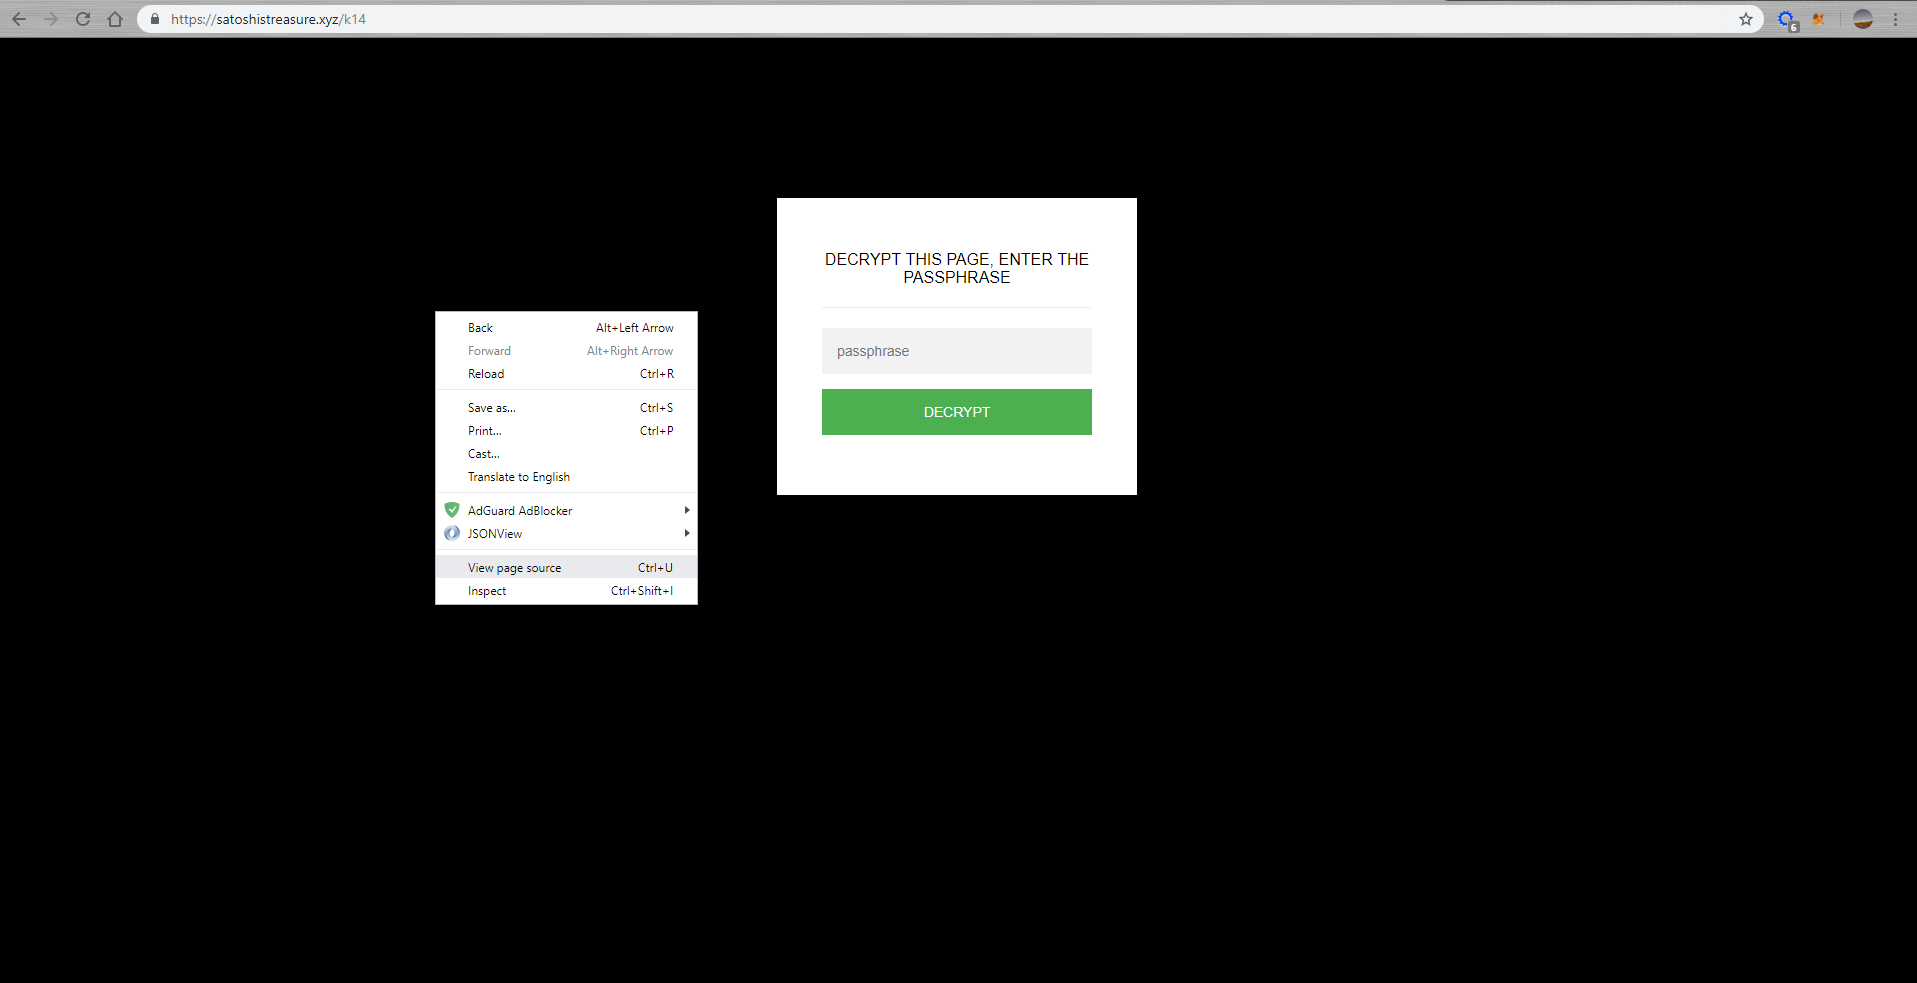 https://satoshistreasure.xyz/k14
6
DECRYPT THIS PAGE, ENTER THE
PASSPHRASE
passphrase
DECRYPT
Back Alt+Left Arrow
Forward Alt+Right Arrow
Reload Ctrl+R
Save as... Ctrl+S
Print... Ctrl+P
Cast...
Translate to English
AdGuard AdBlocker
JSONView
View page source Ctrl+U
Inspect Ctrl+Shift+I